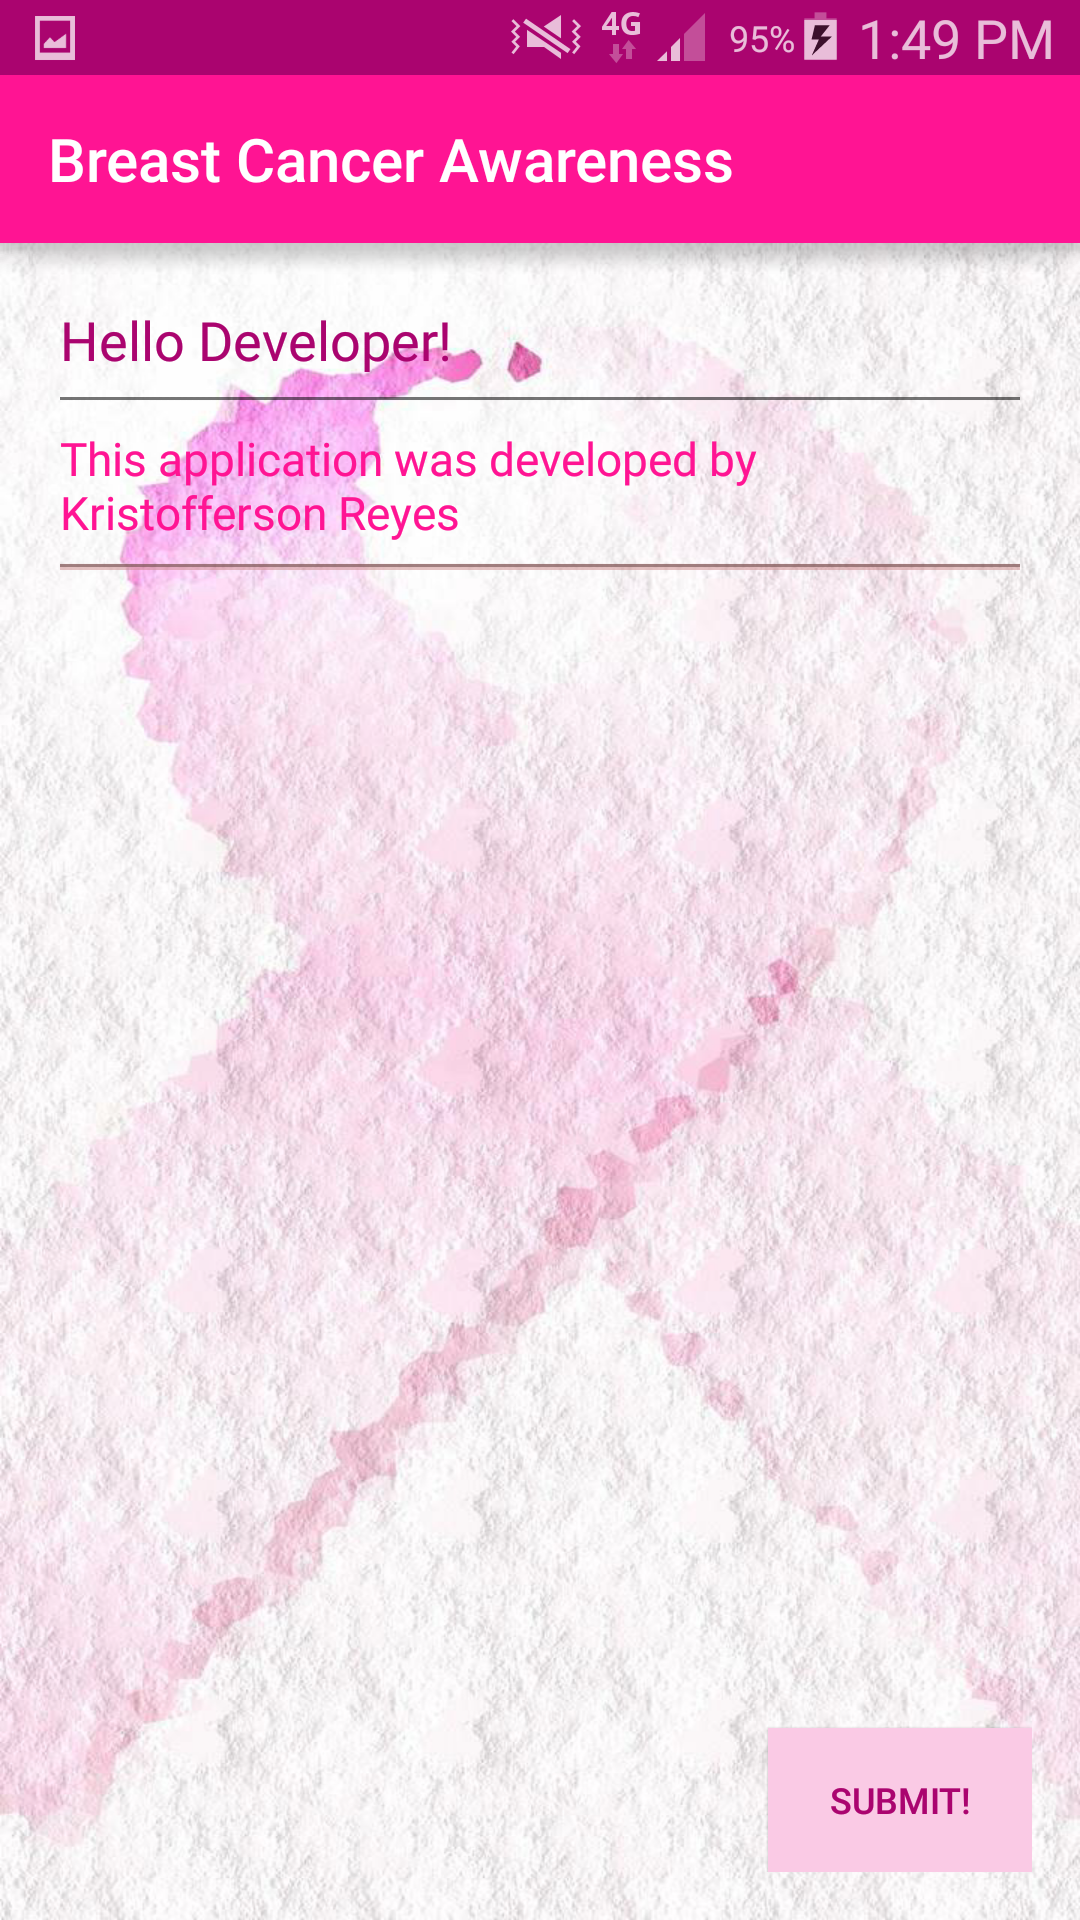 4G 95% 1:49 PM
Breast Cancer Awareness
Hello Developer!
This application was developed by
Kristofferson Reyes
SUBMIT!